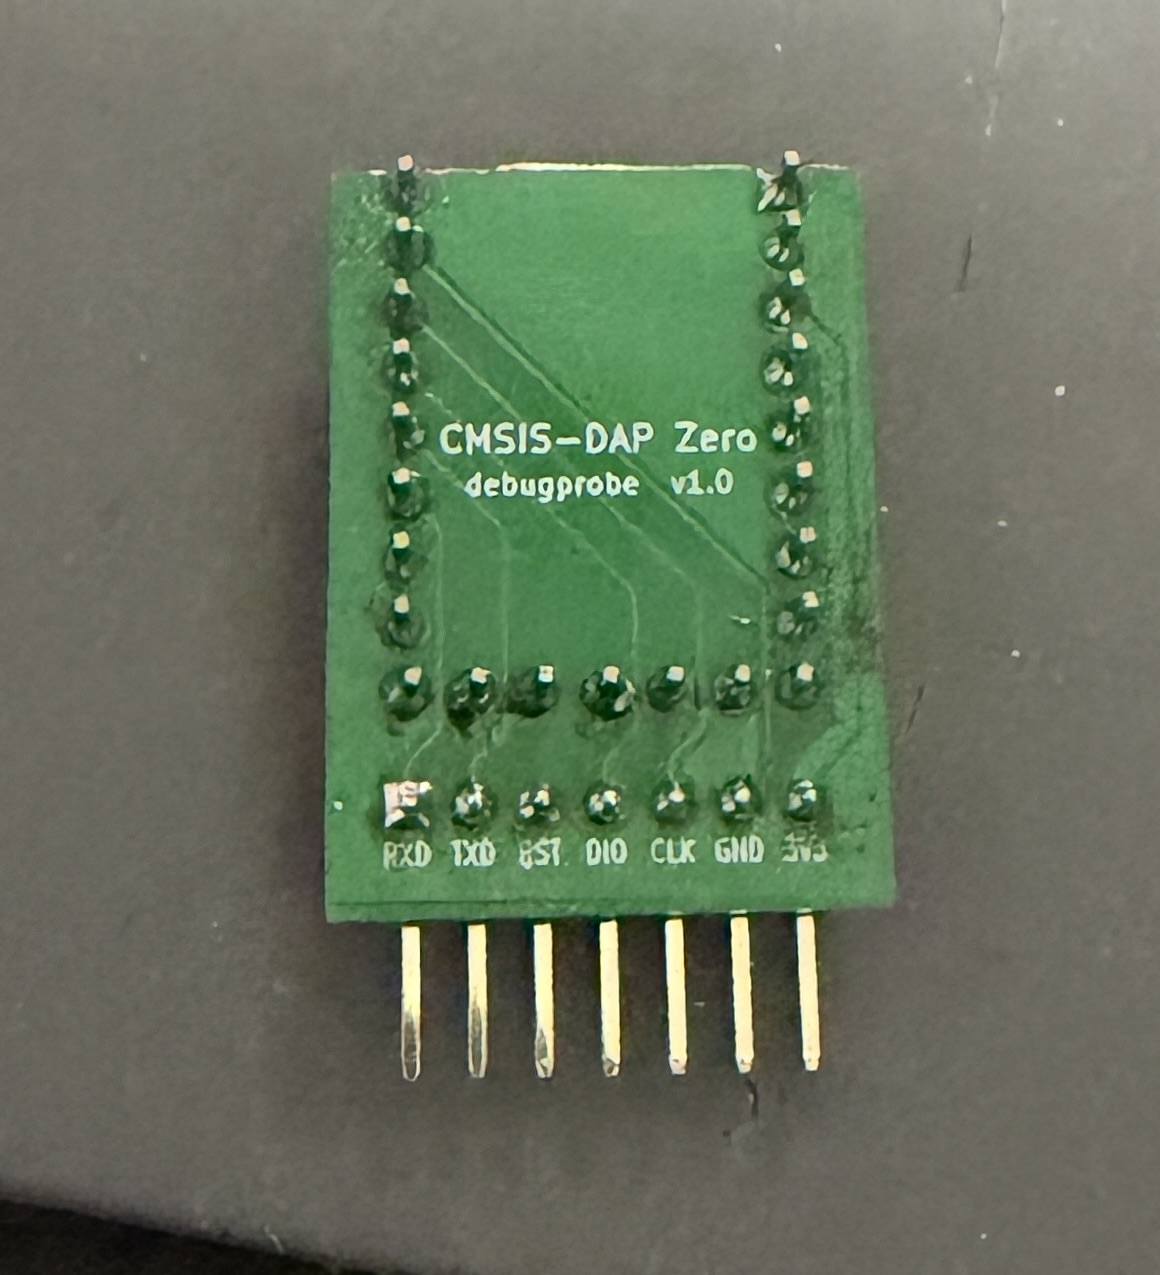 CMSIS-DAP Zero
debugprobe v1.0
RXD TXD RST DIO CLK GND 3V3